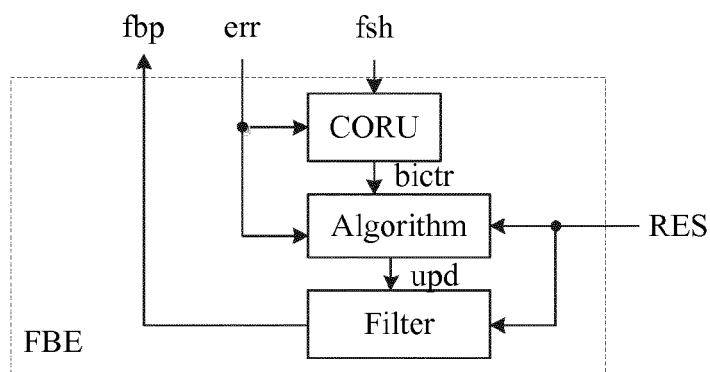 fbp err fsh
CORU
bictr
Algorithm
RES
upd
Filter
FBE